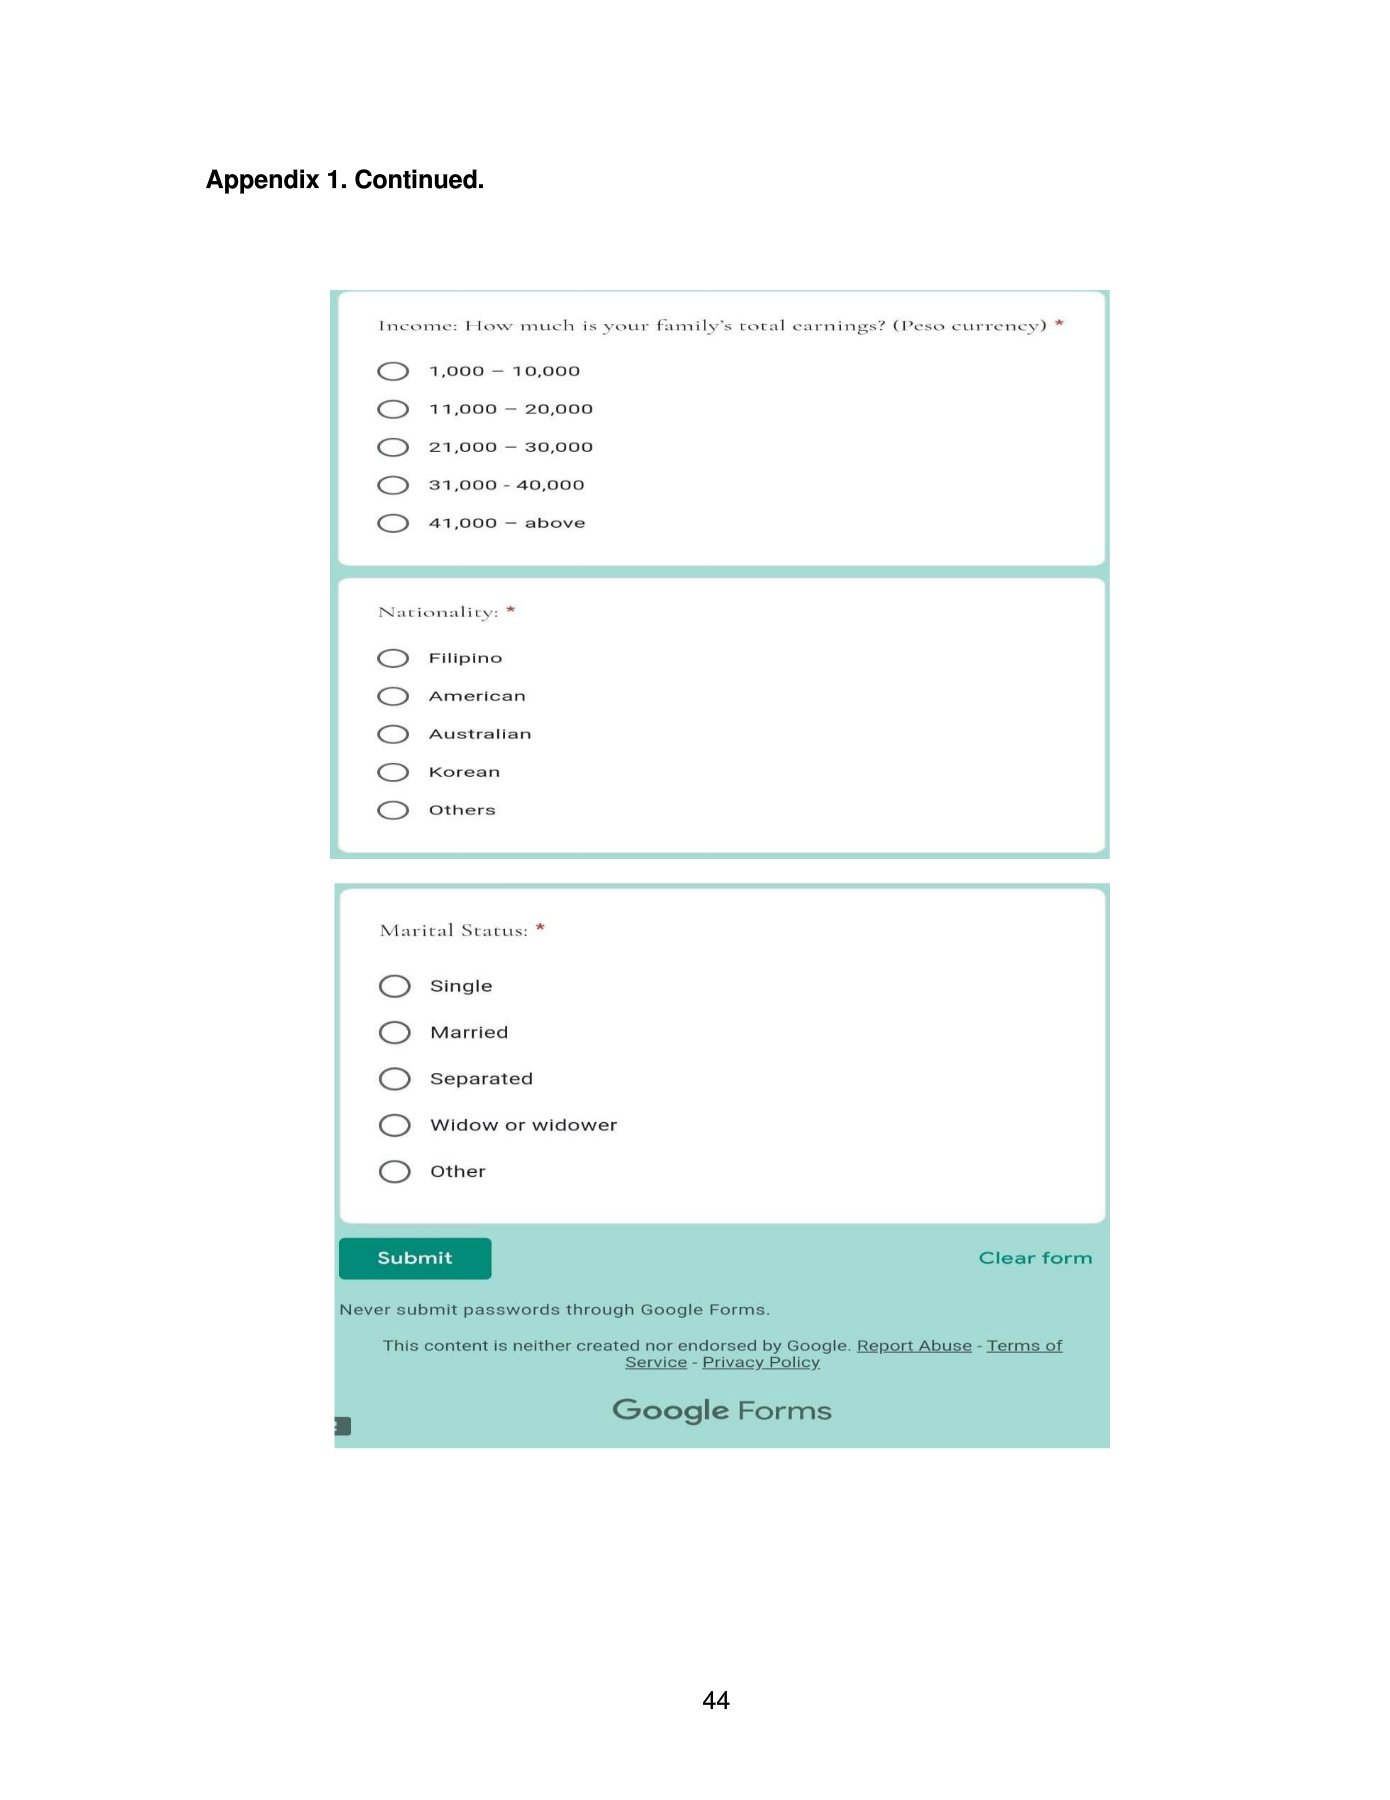 Appendix 1. Continued.
Income: How much is your family's total earnings? (Peso currency) *
1,000 – 10,000
11,000 – 20,000
21,000 – 30,000
31,000 - 40,000
41,000 – above
Nationality: *
Filipino
American
Australian
Korean
Others
Marital Status: *
Single
Married
Separated
Widow or widower
Other
Submit
Clear form
Never submit passwords through Google Forms.
This content is neither created nor endorsed by Google. Report Abuse - Terms of
Service - Privacy Policy
Google Forms
44